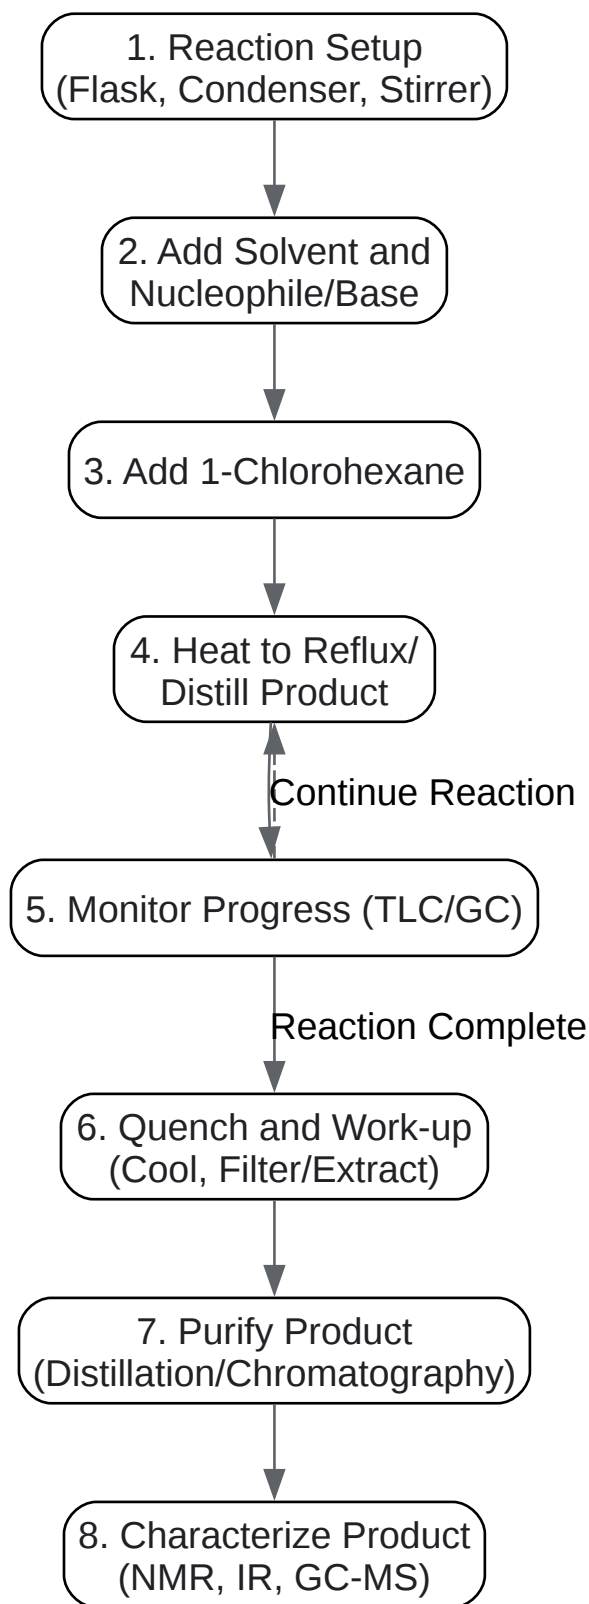 1. Reaction Setup
(Flask, Condenser, Stirrer)
2. Add Solvent and
Nucleophile/Base
3. Add 1-Chlorohexane
4. Heat to Reflux/
Distill Product
Continue Reaction
5. Monitor Progress (TLC/GC)
Reaction Complete
6. Quench and Work-up
(Cool, Filter/Extract)
7. Purify Product
(Distillation/Chromatography)
8. Characterize Product
(NMR, IR, GC-MS)